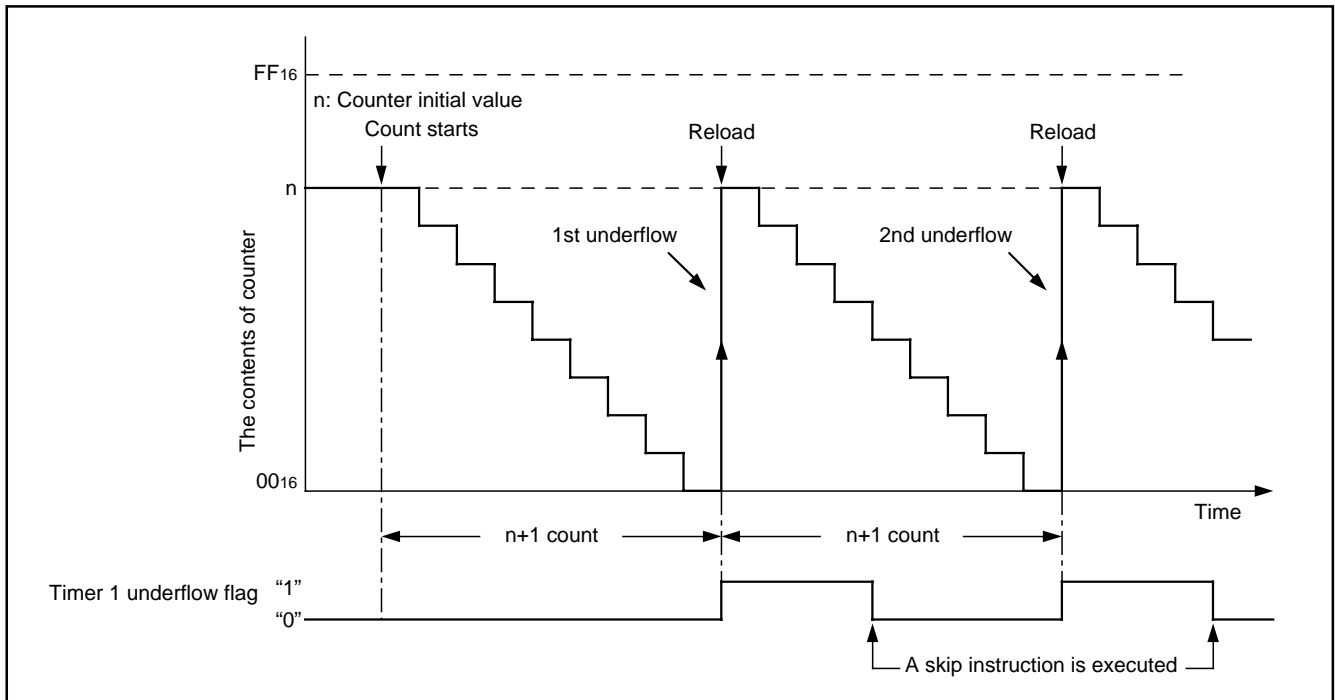 FF16
n: Counter initial value
Count starts
Reload
Reload
n
1st underflow
2nd underflow
The contents of counter
0016
Time
n+1 count
n+1 count
Timer 1 underflow flag
“1”
“0”
A skip instruction is executed